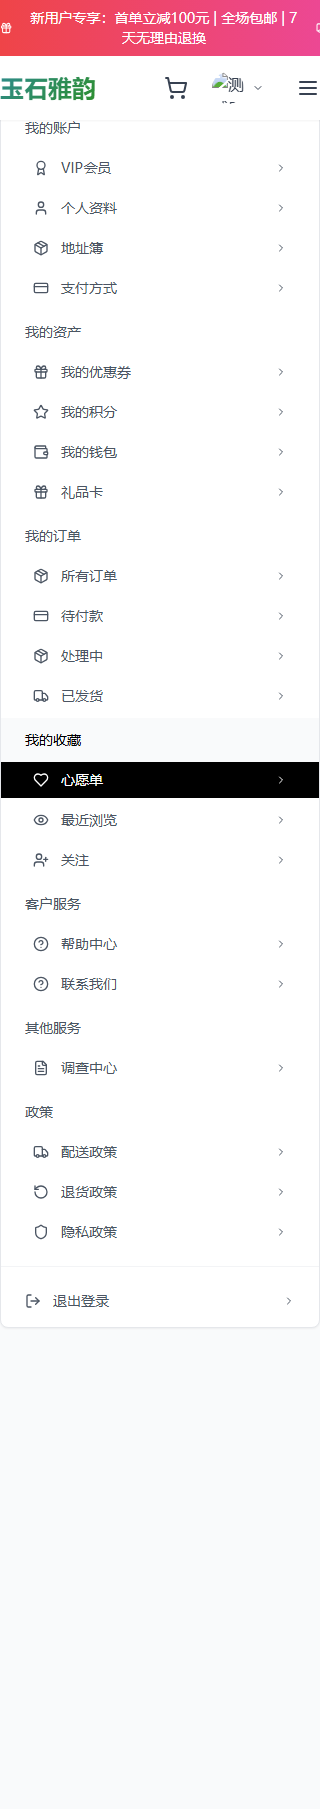 新用户专享：首单立减100元 | 全场包邮 | 7
天无理由退换
玉石雅韵
测
我的账户
VIP会员
个人资料
地址簿
支付方式
我的资产
我的优惠券
我的积分
我的钱包
礼品卡
我的订单
所有订单
待付款
处理中
已发货
我的收藏
心愿单
最近浏览
关注
客户服务
帮助中心
联系我们
其他服务
调查中心
政策
配送政策
退货政策
隐私政策
退出登录